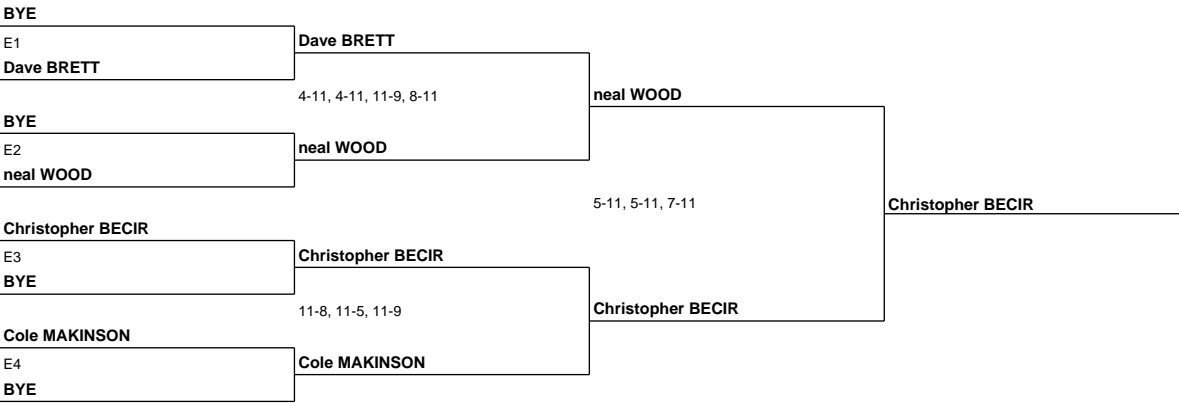 BYE
E1
Dave BRETT
Dave BRETT
4-11, 4-11, 11-9, 8-11
neal WOOD
BYE
E2
neal WOOD
neal WOOD
5-11, 5-11, 7-11
Christopher BECIR
Christopher BECIR
E3
Christopher BECIR
BYE
11-8, 11-5, 11-9
Christopher BECIR
Cole MAKINSON
E4
Cole MAKINSON
BYE